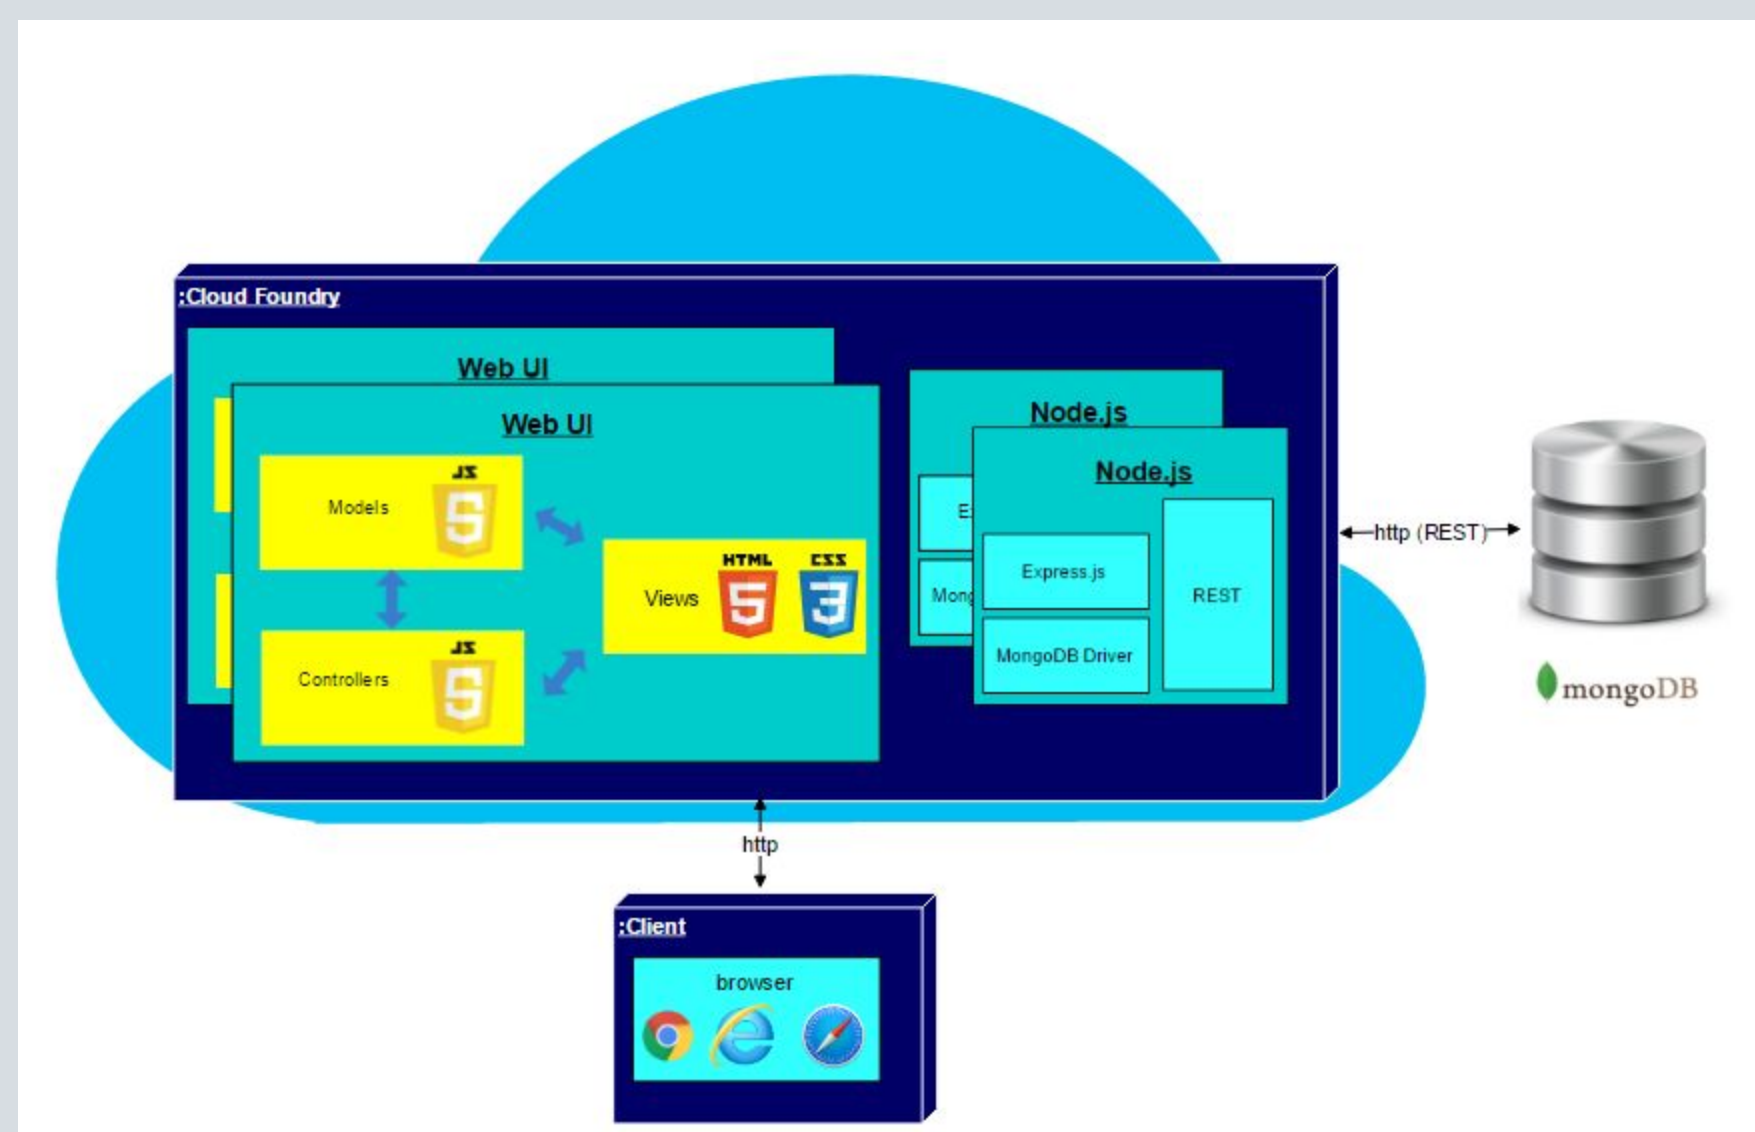 :Cloud Foundry
Web UI
Web UI
JS
5
Models
HTML
5
CSS
3
Views
JS
5
Controllers
Node.js
Node.js
Express.js
REST
MongoDB Driver
http (REST)
mongoDB
http
:Client
browser